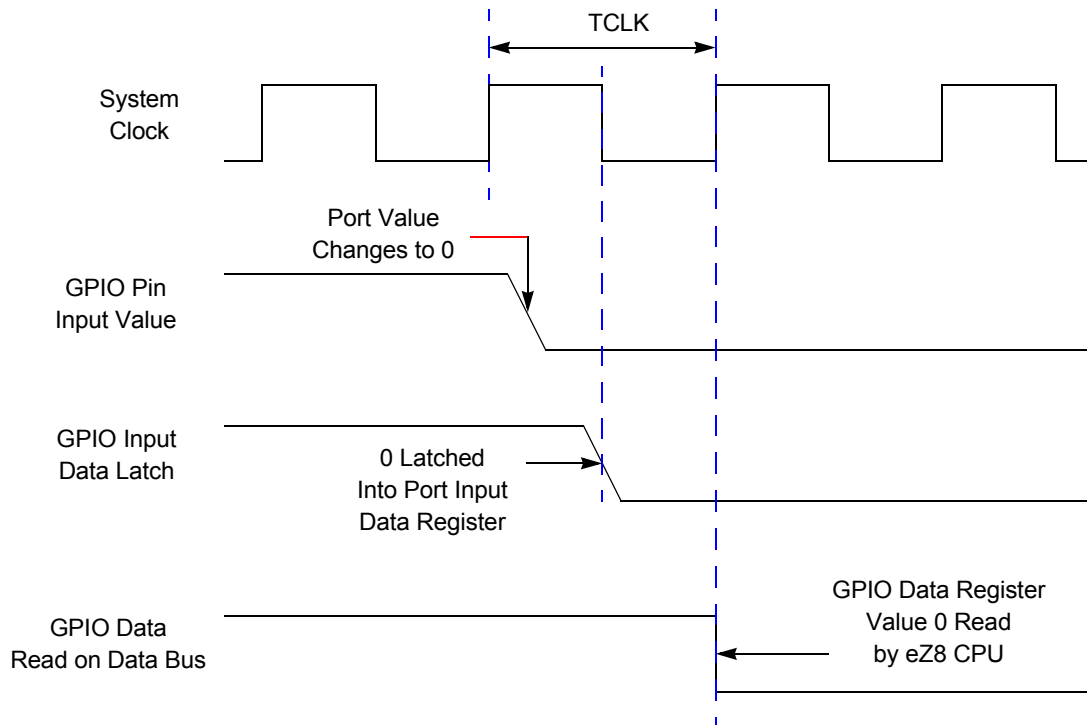 TCLK
System
Clock
Port Value
Changes to 0
GPIO Pin
Input Value
GPIO Input
Data Latch
0 Latched
Into Port Input
Data Register
GPIO Data
Read on Data Bus
GPIO Data Register
Value 0 Read
by eZ8 CPU